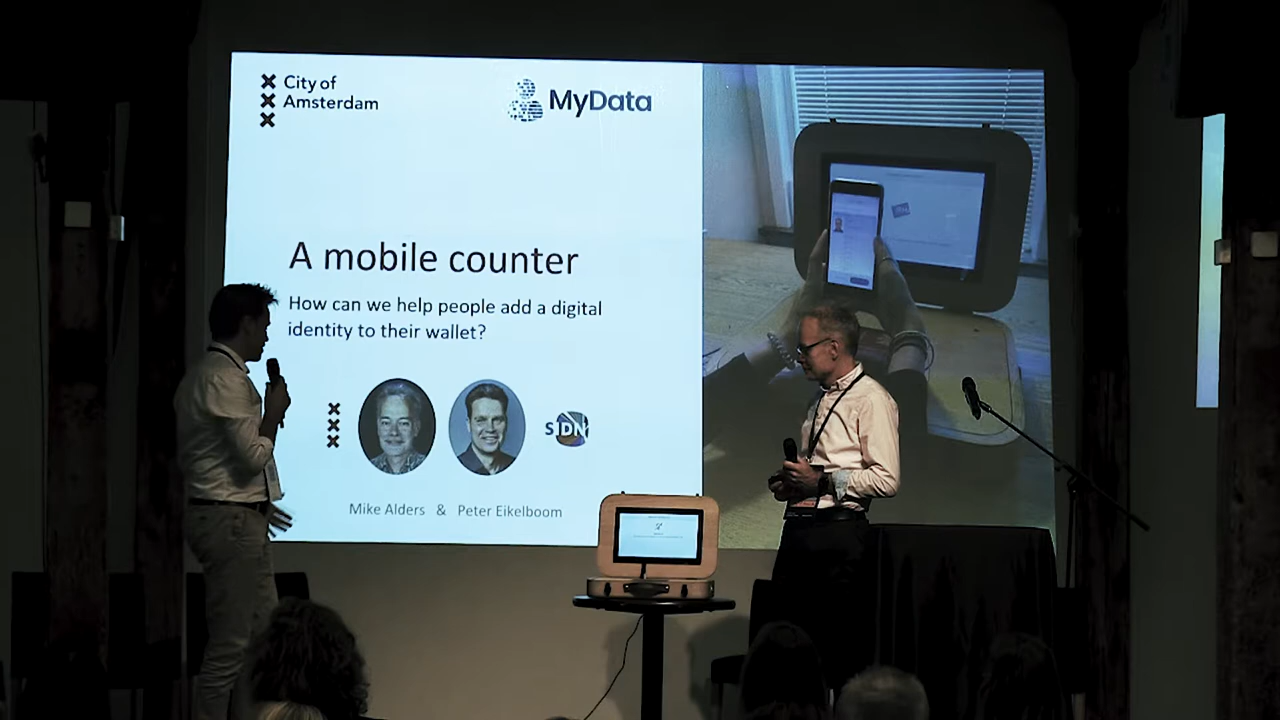 City of
Amsterdam
MyData
A mobile counter
How can we help people add a digital
identity to their wallet?
SIDN
Mike Alders & Peter Eikelboom